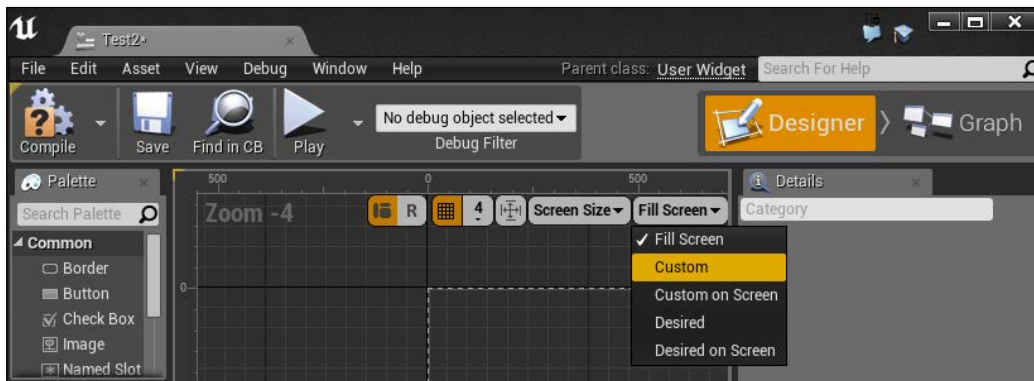 Test2*
File Edit Asset View Debug Window Help Parent class: User Widget Search For Help
Compile Save Find in CB Play No debug object selected Debug Filter Designer Graph
Palette 500 0 500 Details
Search Palette Zoom -4 R 4 Screen Size Fill Screen Category
Common Fill Screen
Border Custom
Button 0 Custom on Screen
Check Box Desired
Image Desired on Screen
Named Slot